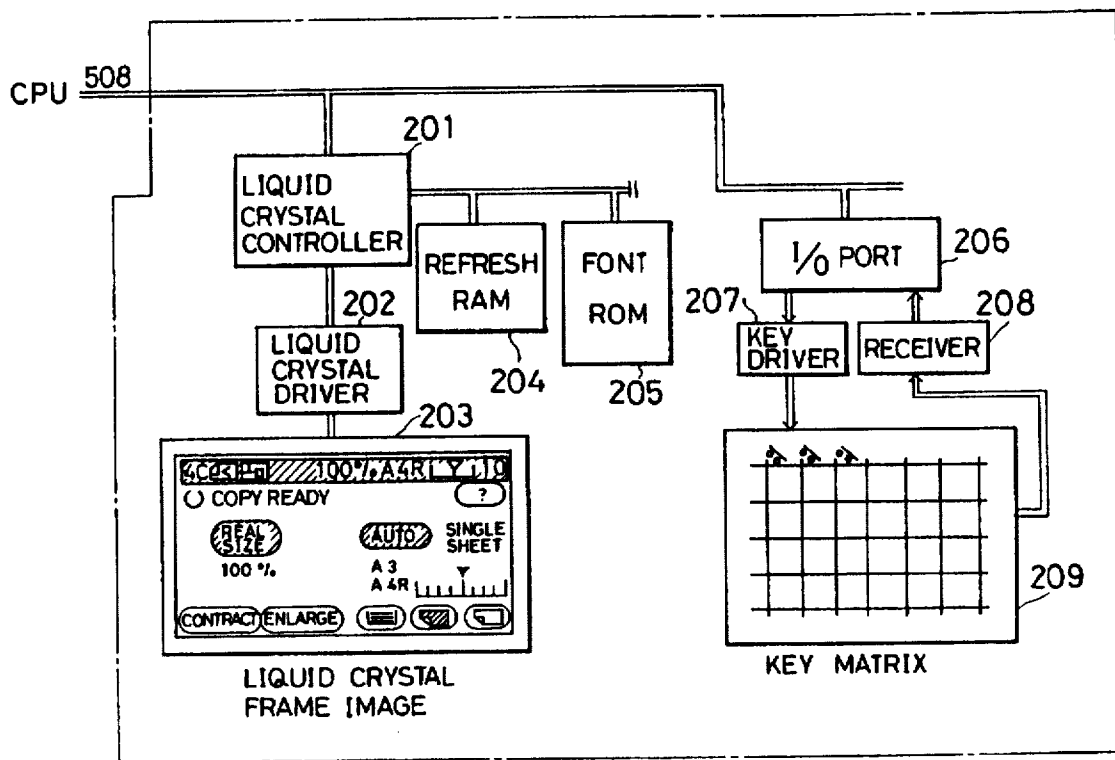 CPU 508
201
LIQUID
CRYSTAL
CONTROLLER
REFRESH
RAM
204
FONT
ROM
205
I/O PORT
206
207
KEY
DRIVER
RECEIVER
208
202
LIQUID
CRYSTAL
DRIVER
203
100% A4R
COPY READY
?
REAL
SIZE
100 %
AUTO
SINGLE
SHEET
A 3
A 4R
CONTRACT
ENLARGE
LIQUID CRYSTAL
FRAME IMAGE
209
KEY MATRIX